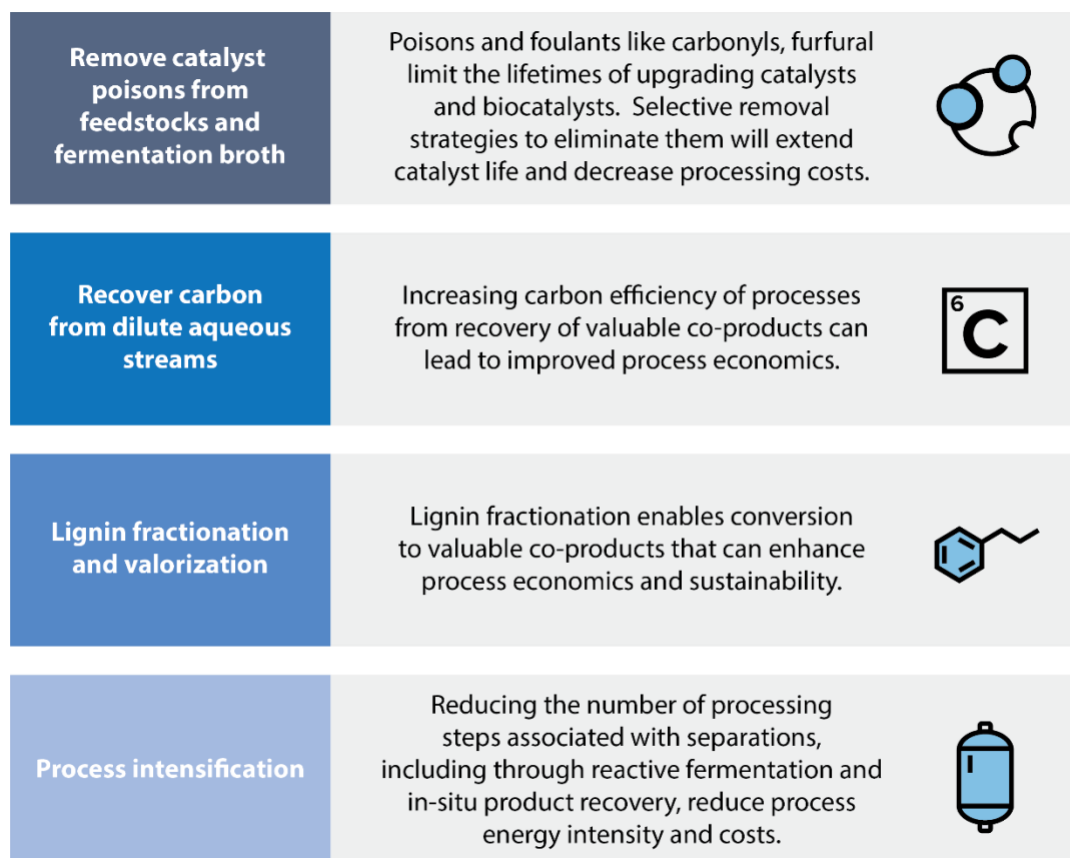 Remove catalyst
poisons from
feedstocks and
fermentation broth
Poisons and foulants like carbonyls, furfural
limit the lifetimes of upgrading catalysts
and biocatalysts.  Selective removal
strategies to eliminate them will extend
catalyst life and decrease processing costs.
Recover carbon
from dilute aqueous
streams
Increasing carbon efficiency of processes
from recovery of valuable co-products can
lead to improved process economics.
6
C
Lignin fractionation
and valorization
Lignin fractionation enables conversion
to valuable co-products that can enhance
process economics and sustainability.
Process intensification
Reducing the number of processing
steps associated with separations,
including through reactive fermentation and
in-situ product recovery, reduce process
energy intensity and costs.